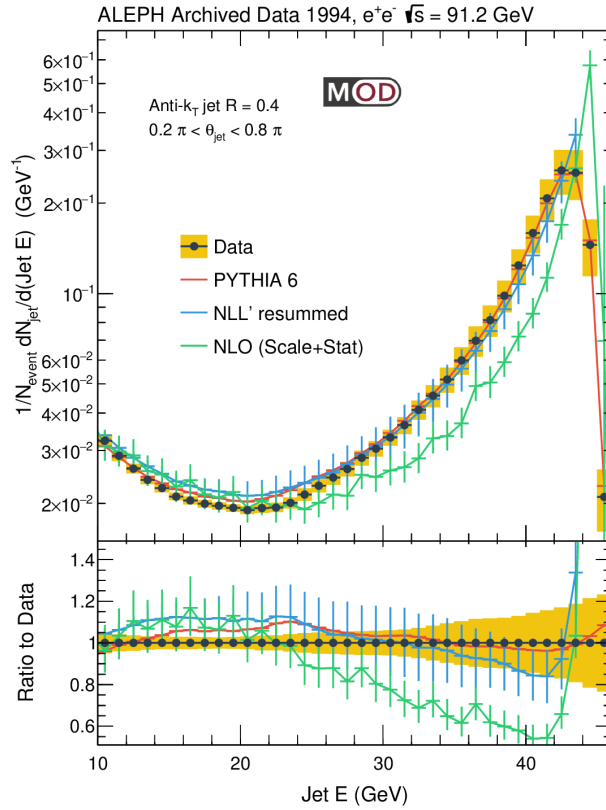 ALEPH Archived Data 1994, e⁺e⁻ √s = 91.2 GeV
Anti-k_T jet R = 0.4
0.2 π < θ_jet < 0.8 π
MOD
1/N_event dN_jet/d(Jet E) (GeV⁻¹)
6×10⁻¹
5×10⁻¹
4×10⁻¹
3×10⁻¹
2×10⁻¹
10⁻¹
6×10⁻²
5×10⁻²
4×10⁻²
3×10⁻²
2×10⁻²
Data
PYTHIA 6
NLL' resummed
NLO (Scale+Stat)
Ratio to Data
1.4
1.2
1
0.8
0.6
10
20
30
40
Jet E (GeV)